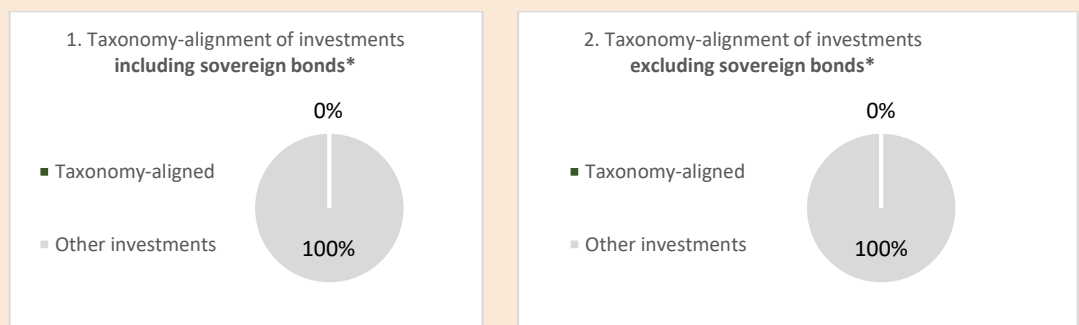 1. Taxonomy-alignment of investments
including sovereign bonds*
0%
Taxonomy-aligned
Other investments
100%
2. Taxonomy-alignment of investments
excluding sovereign bonds*
0%
Taxonomy-aligned
Other investments
100%